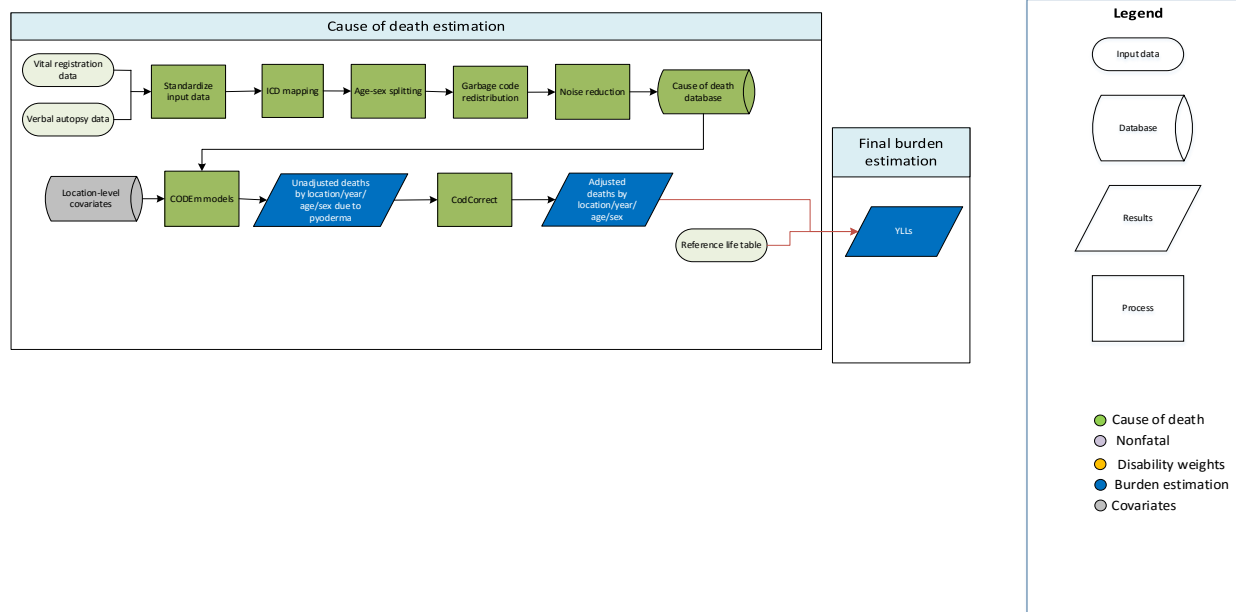 Cause of death estimation
Vital registration
data
Verbal autopsy data
Standardize
input data
ICD mapping
Age-sex splitting
Garbage code
redistribution
Noise reduction
Cause of death
database
Location-level
covariates
CODEm models
Unadjusted deaths
by location/year/
age/sex due to
pyoderma
CodCorrect
Adjusted
deaths by
location/year/
age/sex
Reference life table
Final burden
estimation
YLLs
Legend
Input data
Database
Results
Process
Cause of death
Nonfatal
Disability weights
Burden estimation
Covariates